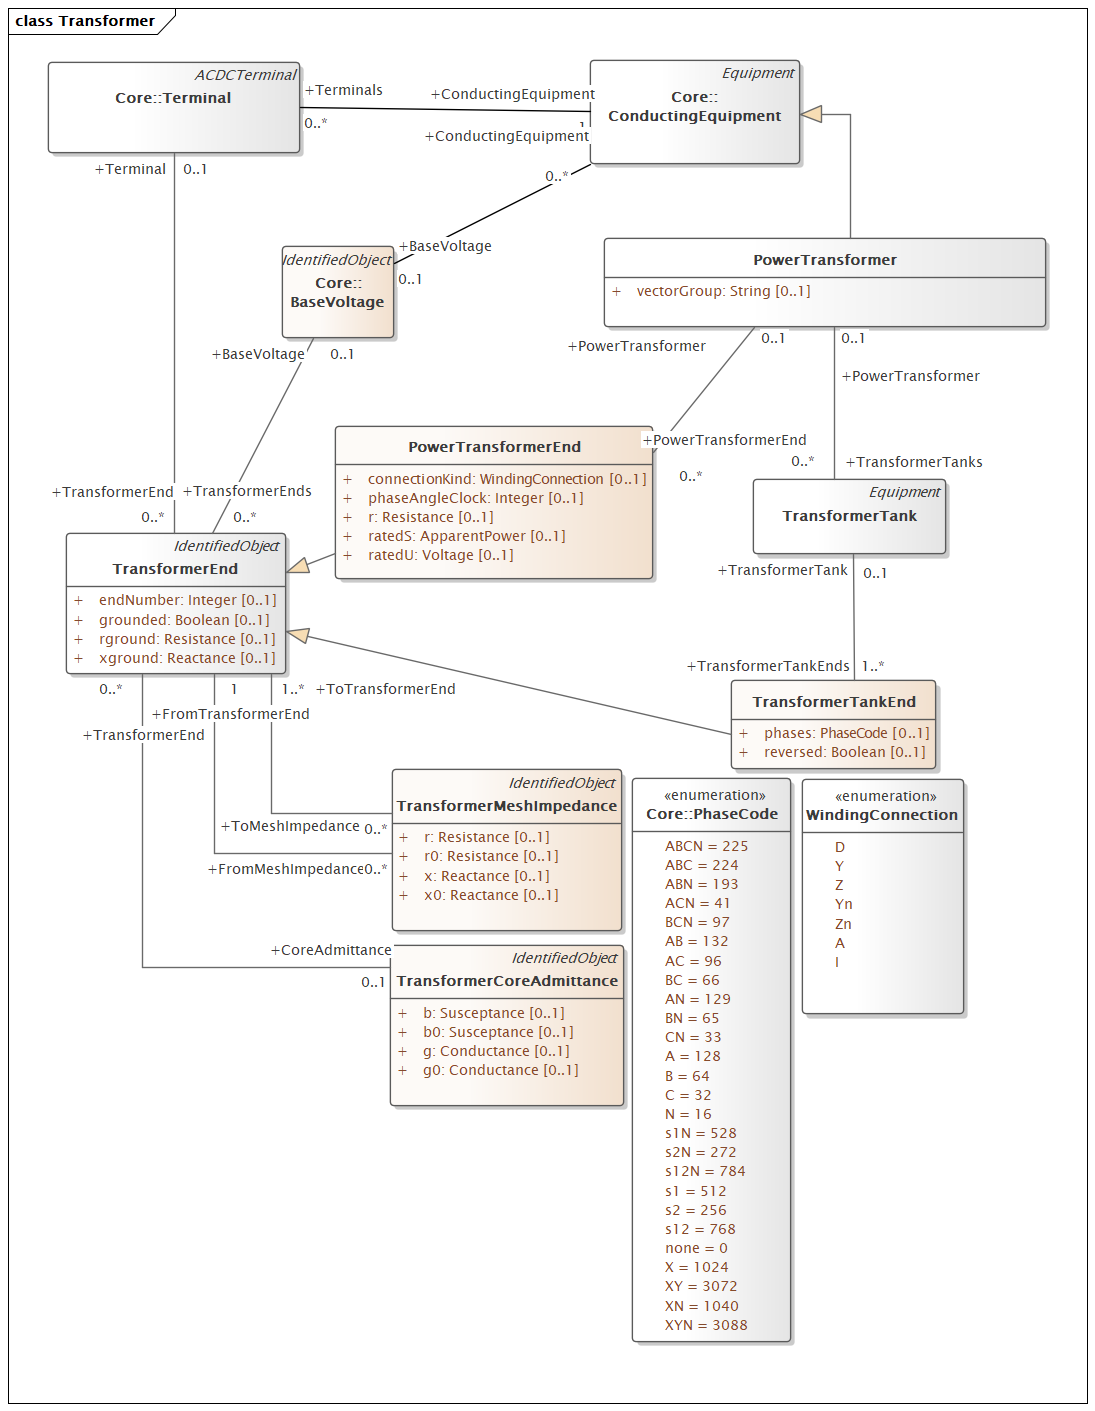 class Transformer
ACDCTerminal
Core::Terminal
+Terminals
0..*
+ConductingEquipment
1
Equipment
Core::
ConductingEquipment
+ConductingEquipment
0..*
+Terminal
0..1
+BaseVoltage
0..1
IdentifiedObject
Core::
BaseVoltage
PowerTransformer
+ vectorGroup: String [0..1]
+BaseVoltage
0..1
+PowerTransformer
0..1
0..1
+PowerTransformer
PowerTransformerEnd
+ connectionKind: WindingConnection [0..1]
+ phaseAngleClock: Integer [0..1]
+ r: Resistance [0..1]
+ ratedS: ApparentPower [0..1]
+ ratedU: Voltage [0..1]
+PowerTransformerEnd
0..*
0..*
+TransformerTanks
+TransformerEnd
0..*
+TransformerEnds
0..*
Equipment
TransformerTank
IdentifiedObject
TransformerEnd
+ endNumber: Integer [0..1]
+ grounded: Boolean [0..1]
+ rground: Resistance [0..1]
+ xground: Reactance [0..1]
+TransformerTank
0..1
+TransformerTankEnds
1..*
TransformerTankEnd
+ phases: PhaseCode [0..1]
+ reversed: Boolean [0..1]
0..*
1
1..*
+ToTransformerEnd
+FromTransformerEnd
+TransformerEnd
IdentifiedObject
TransformerMeshImpedance
+ r: Resistance [0..1]
+ r0: Resistance [0..1]
+ x: Reactance [0..1]
+ x0: Reactance [0..1]
+ToMeshImpedance
0..*
+FromMeshImpedance
0..*
+CoreAdmittance
0..1
IdentifiedObject
TransformerCoreAdmittance
+ b: Susceptance [0..1]
+ b0: Susceptance [0..1]
+ g: Conductance [0..1]
+ g0: Conductance [0..1]
«enumeration»
Core::PhaseCode
ABCN = 225
ABC = 224
ABN = 193
ACN = 41
BCN = 97
AB = 132
AC = 96
BC = 66
AN = 129
BN = 65
CN = 33
A = 128
B = 64
C = 32
N = 16
s1N = 528
s2N = 272
s12N = 784
s1 = 512
s2 = 256
s12 = 768
none = 0
X = 1024
XY = 3072
XN = 1040
XYN = 3088
«enumeration»
WindingConnection
D
Y
Z
Yn
Zn
A
I